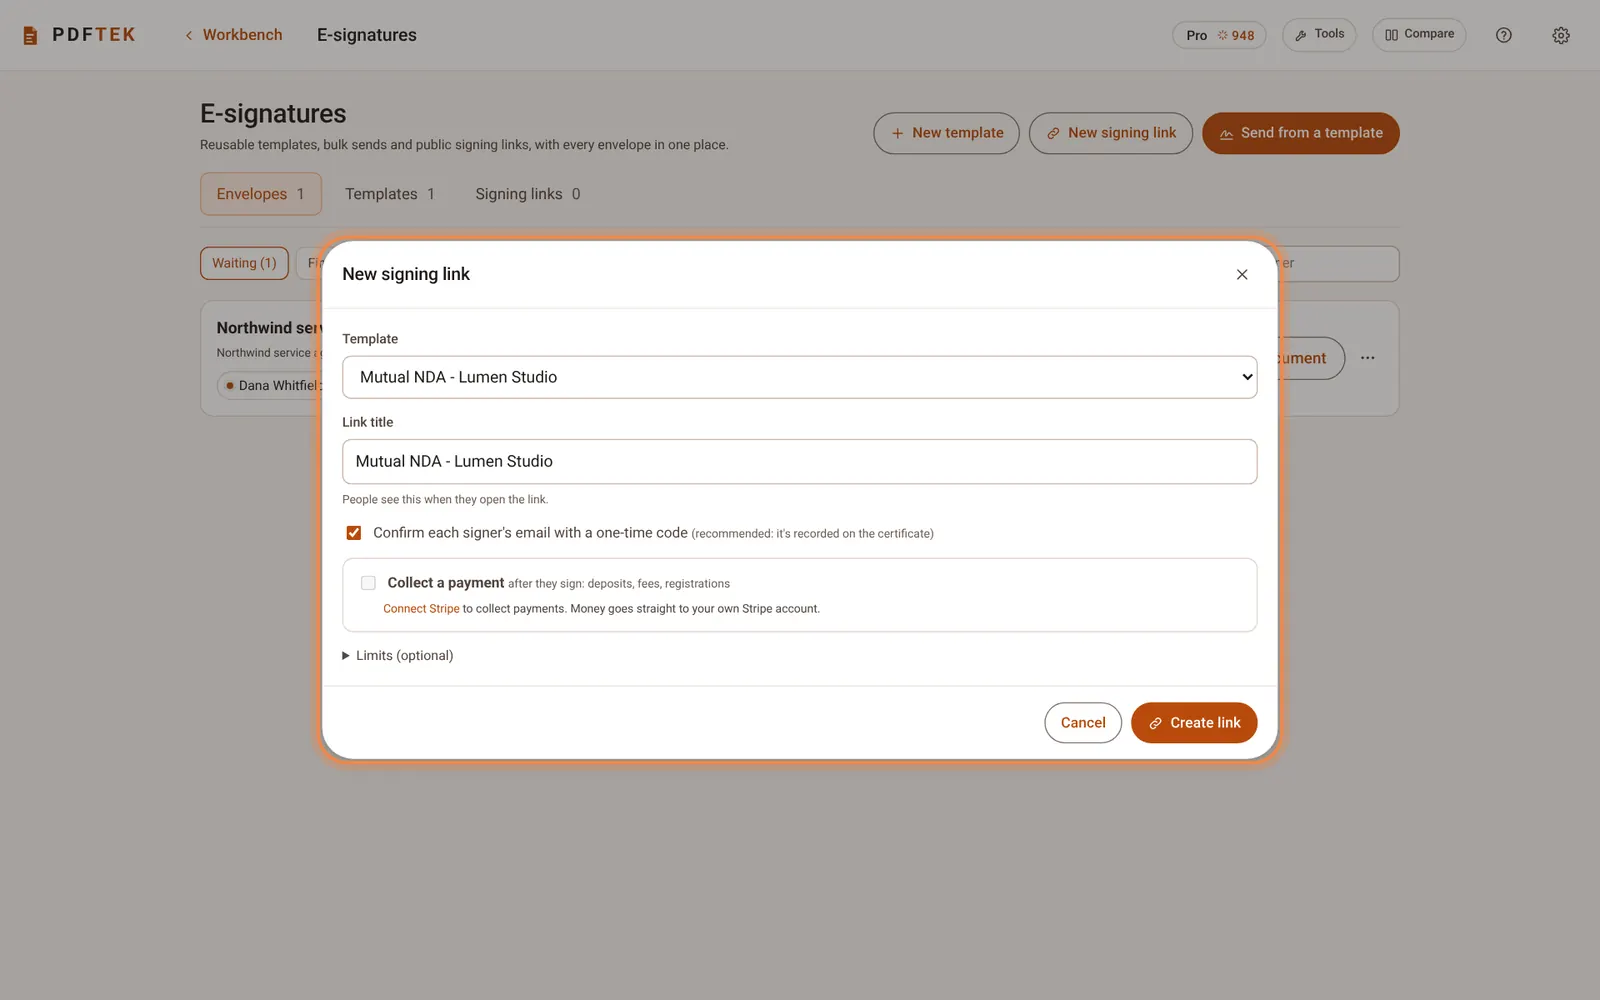 PDFTEK
Workbench
E-signatures
Pro 948
Tools
Compare
E-signatures
Reusable templates, bulk sends and public signing links, with every envelope in one place.
+ New template
New signing link
Send from a template
Envelopes 1
Templates 1
Signing links 0
Waiting (1)
Northwind
Northwind service
Dana
New signing link
Template
Mutual NDA - Lumen Studio
Link title
Mutual NDA - Lumen Studio
People see this when they open the link.
Confirm each signer's email with a one-time code (recommended: it's recorded on the certificate)
Collect a payment after they sign: deposits, fees, registrations
Connect Stripe to collect payments. Money goes straight to your own Stripe account.
Limits (optional)
Cancel
Create link